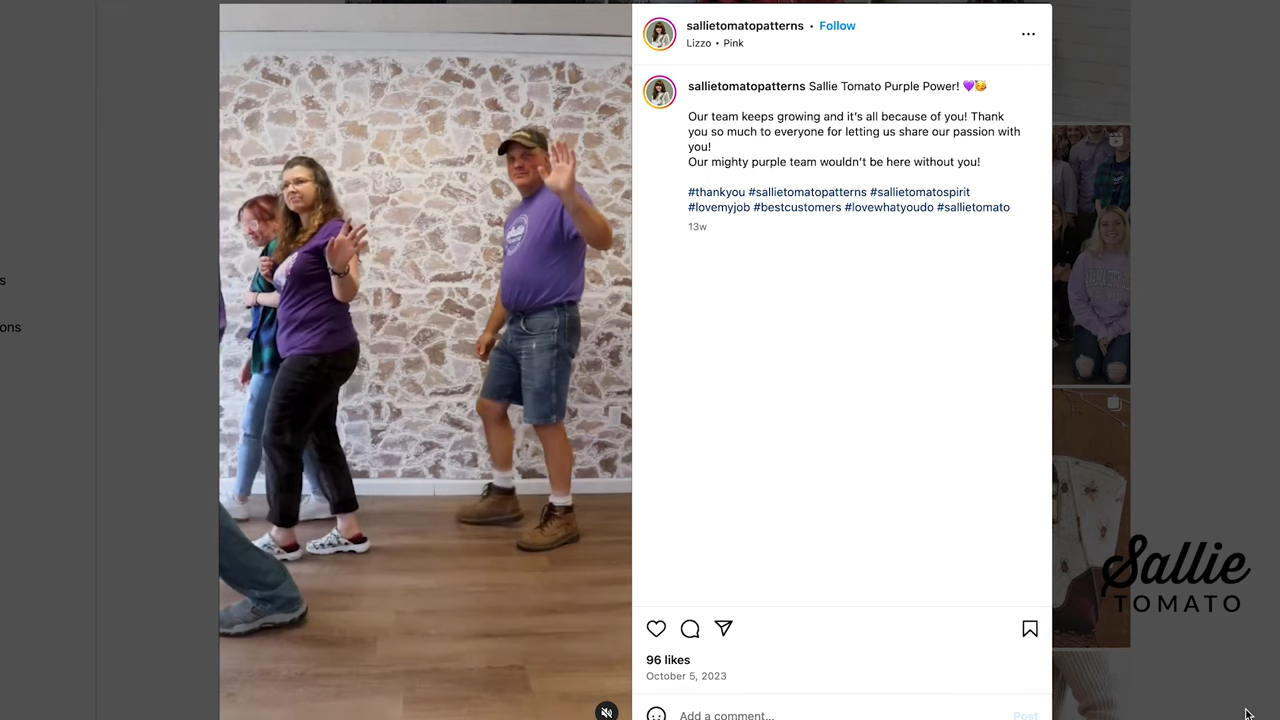 sallietomatopatterns • Follow
Lizzo • Pink
sallietomatopatterns Sallie Tomato Purple Power! 💜🥰
Our team keeps growing and it's all because of you! Thank
you so much to everyone for letting us share our passion with
you!
Our mighty purple team wouldn't be here without you!
#thankyou #sallietomatopatterns #sallietomatospirit
#lovemyjob #bestcustomers #lovewhatyoudo #sallietomato
13w
96 likes
October 5, 2023
Add a comment...
Post
s
ons
Sallie
TOMATO